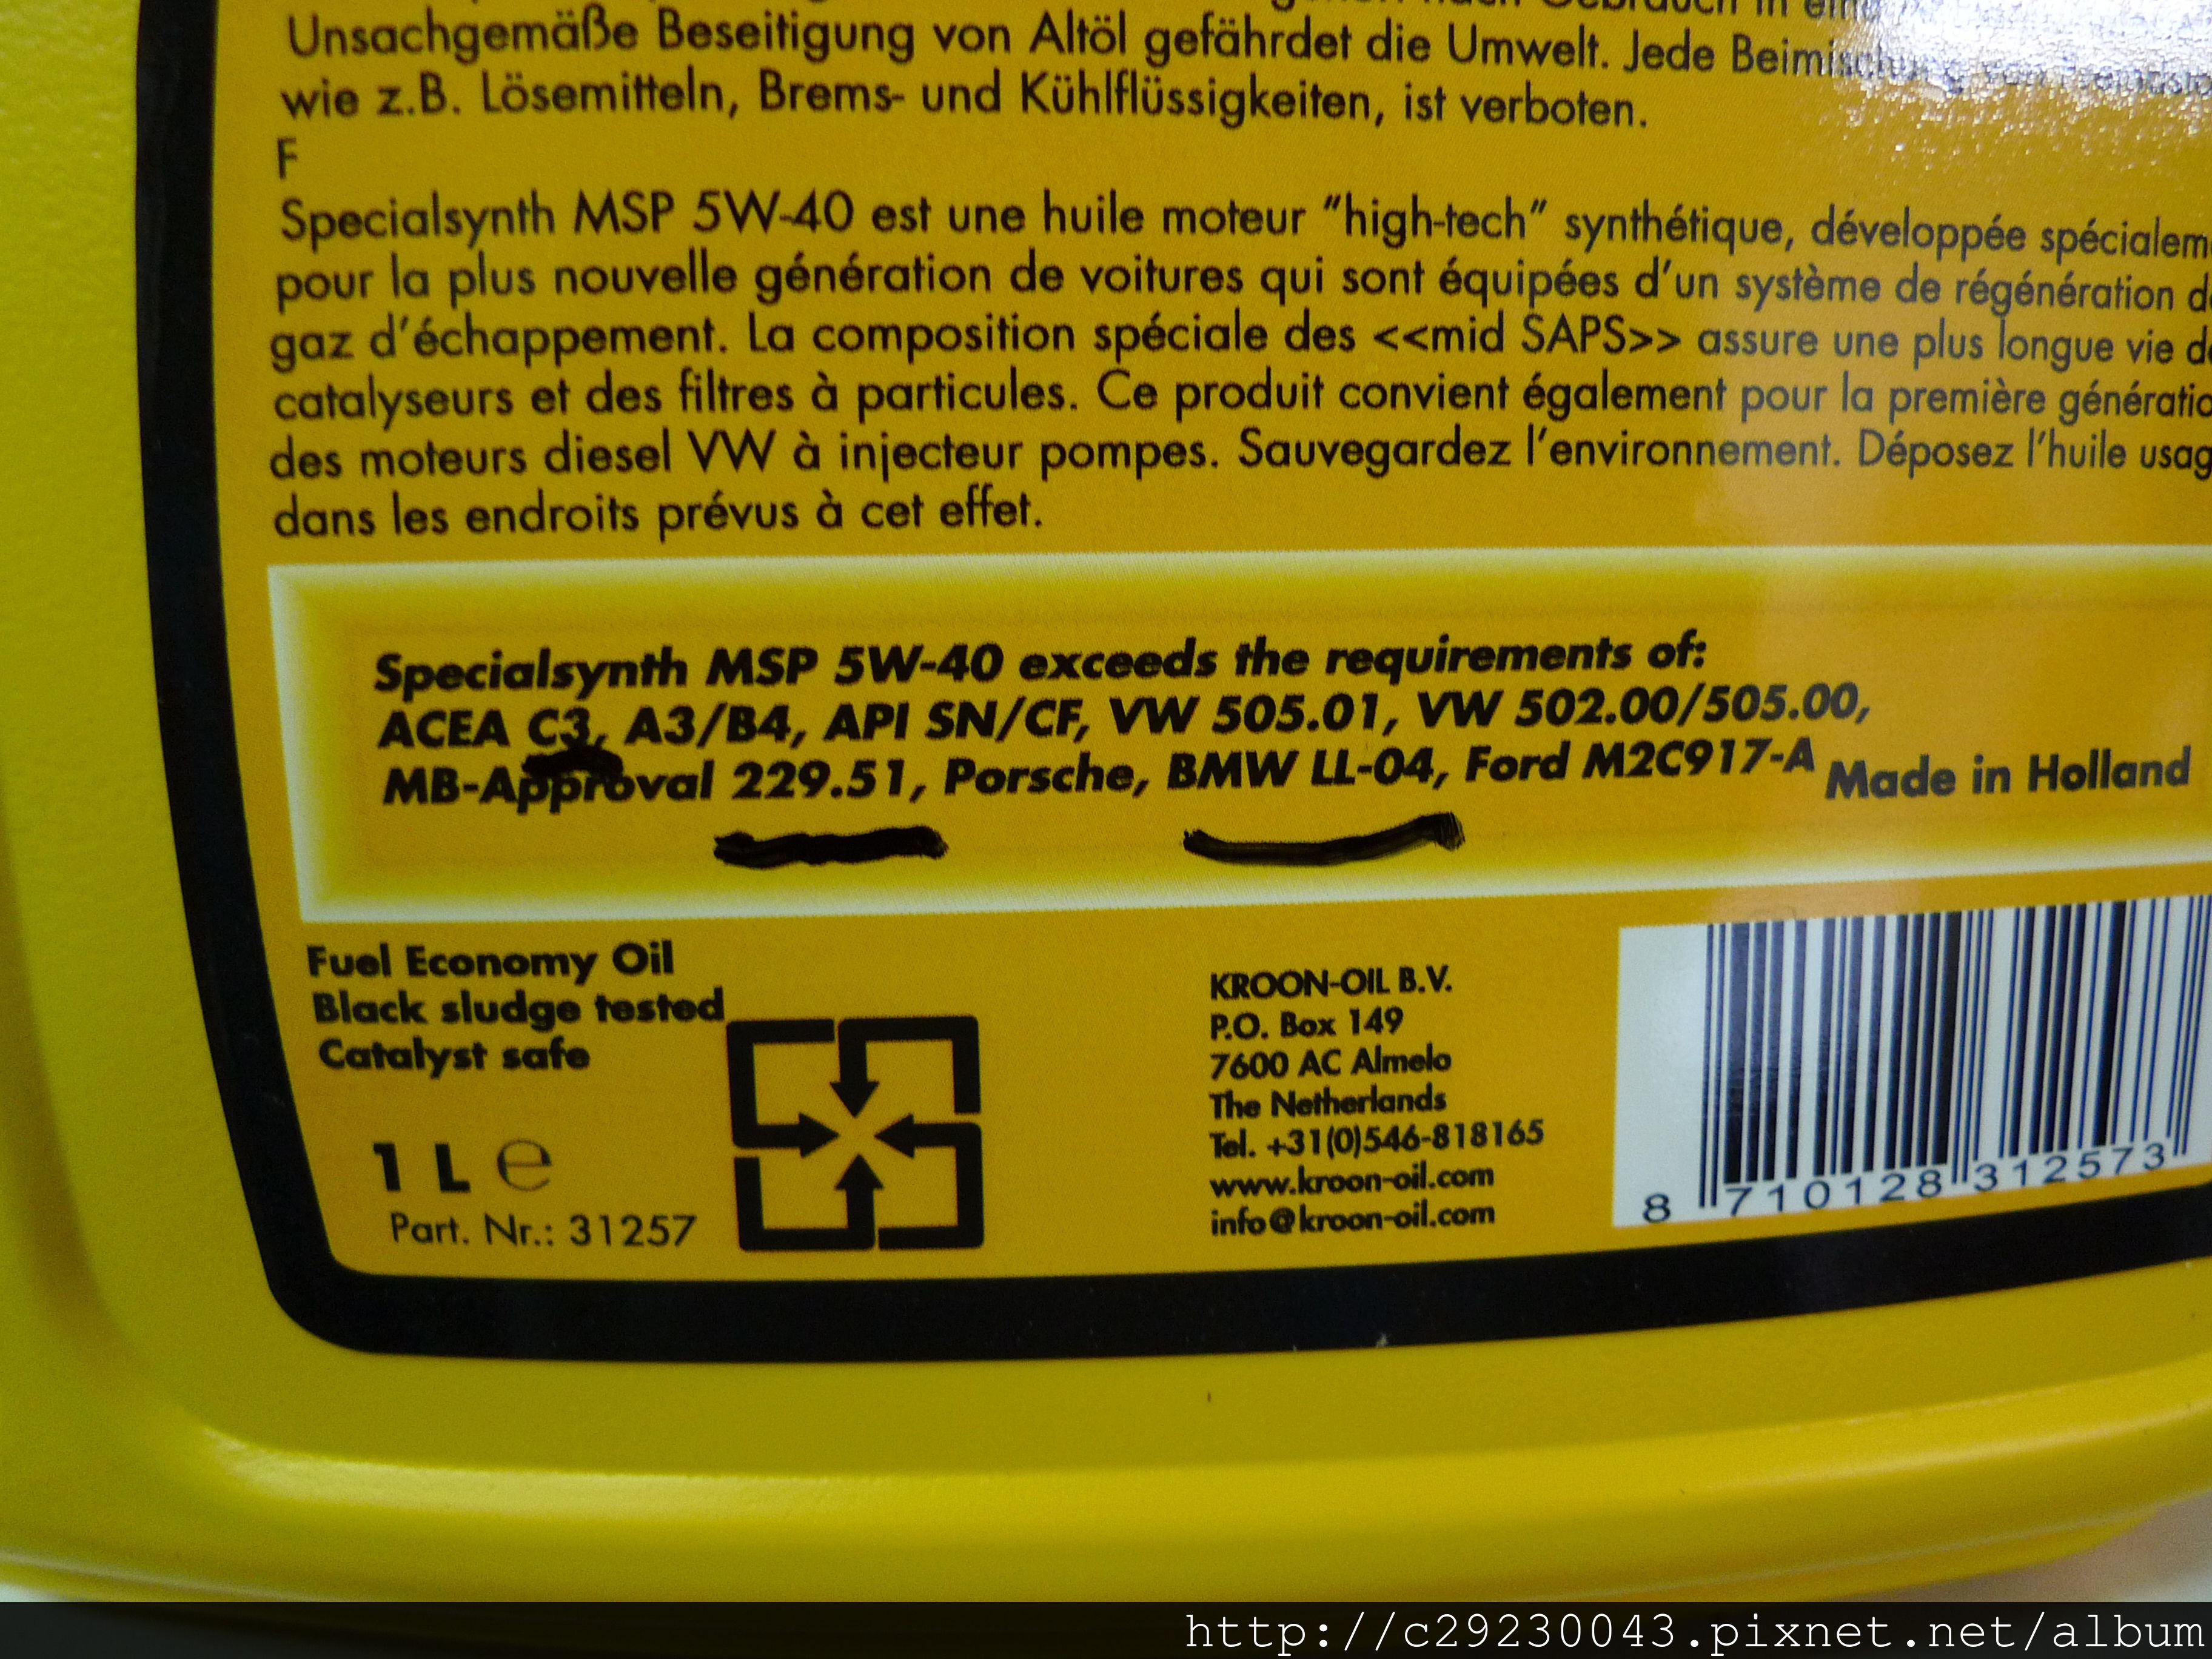 Unsachgemäße Beseitigung von Altöl gefährdet die Umwelt. Jede Beimischung von
wie z.B. Lösemitteln, Brems- und Kühlflüssigkeiten, ist verboten.
F
Specialsynth MSP 5W-40 est une huile moteur "high-tech" synthétique, développée spécialem
pour la plus nouvelle génération de voitures qui sont équipées d'un système de régénération de
gaz d'échappement. La composition spéciale des <<mid SAPS>> assure une plus longue vie de
catalyseurs et des filtres à particules. Ce produit convient également pour la première génératio
des moteurs diesel VW à injecteur pompes. Sauvegardez l'environnement. Déposez l'huile usag
dans les endroits prévus à cet effet.
Specialsynth MSP 5W-40 exceeds the requirements of:
ACEA C3, A3/B4, API SN/CF, VW 505.01, VW 502.00/505.00,
MB-Approval 229.51, Porsche, BMW LL-04, Ford M2C917-A
Made in Holland
Fuel Economy Oil
Black sludge tested
Catalyst safe
1 L e
Part. Nr.: 31257
KROON-OIL B.V.
P.O. Box 149
7600 AC Almelo
The Netherlands
Tel. +31(0)546-818165
www.kroon-oil.com
info@kroon-oil.com
8 710128 312573
http://c29230043.pixnet.net/album